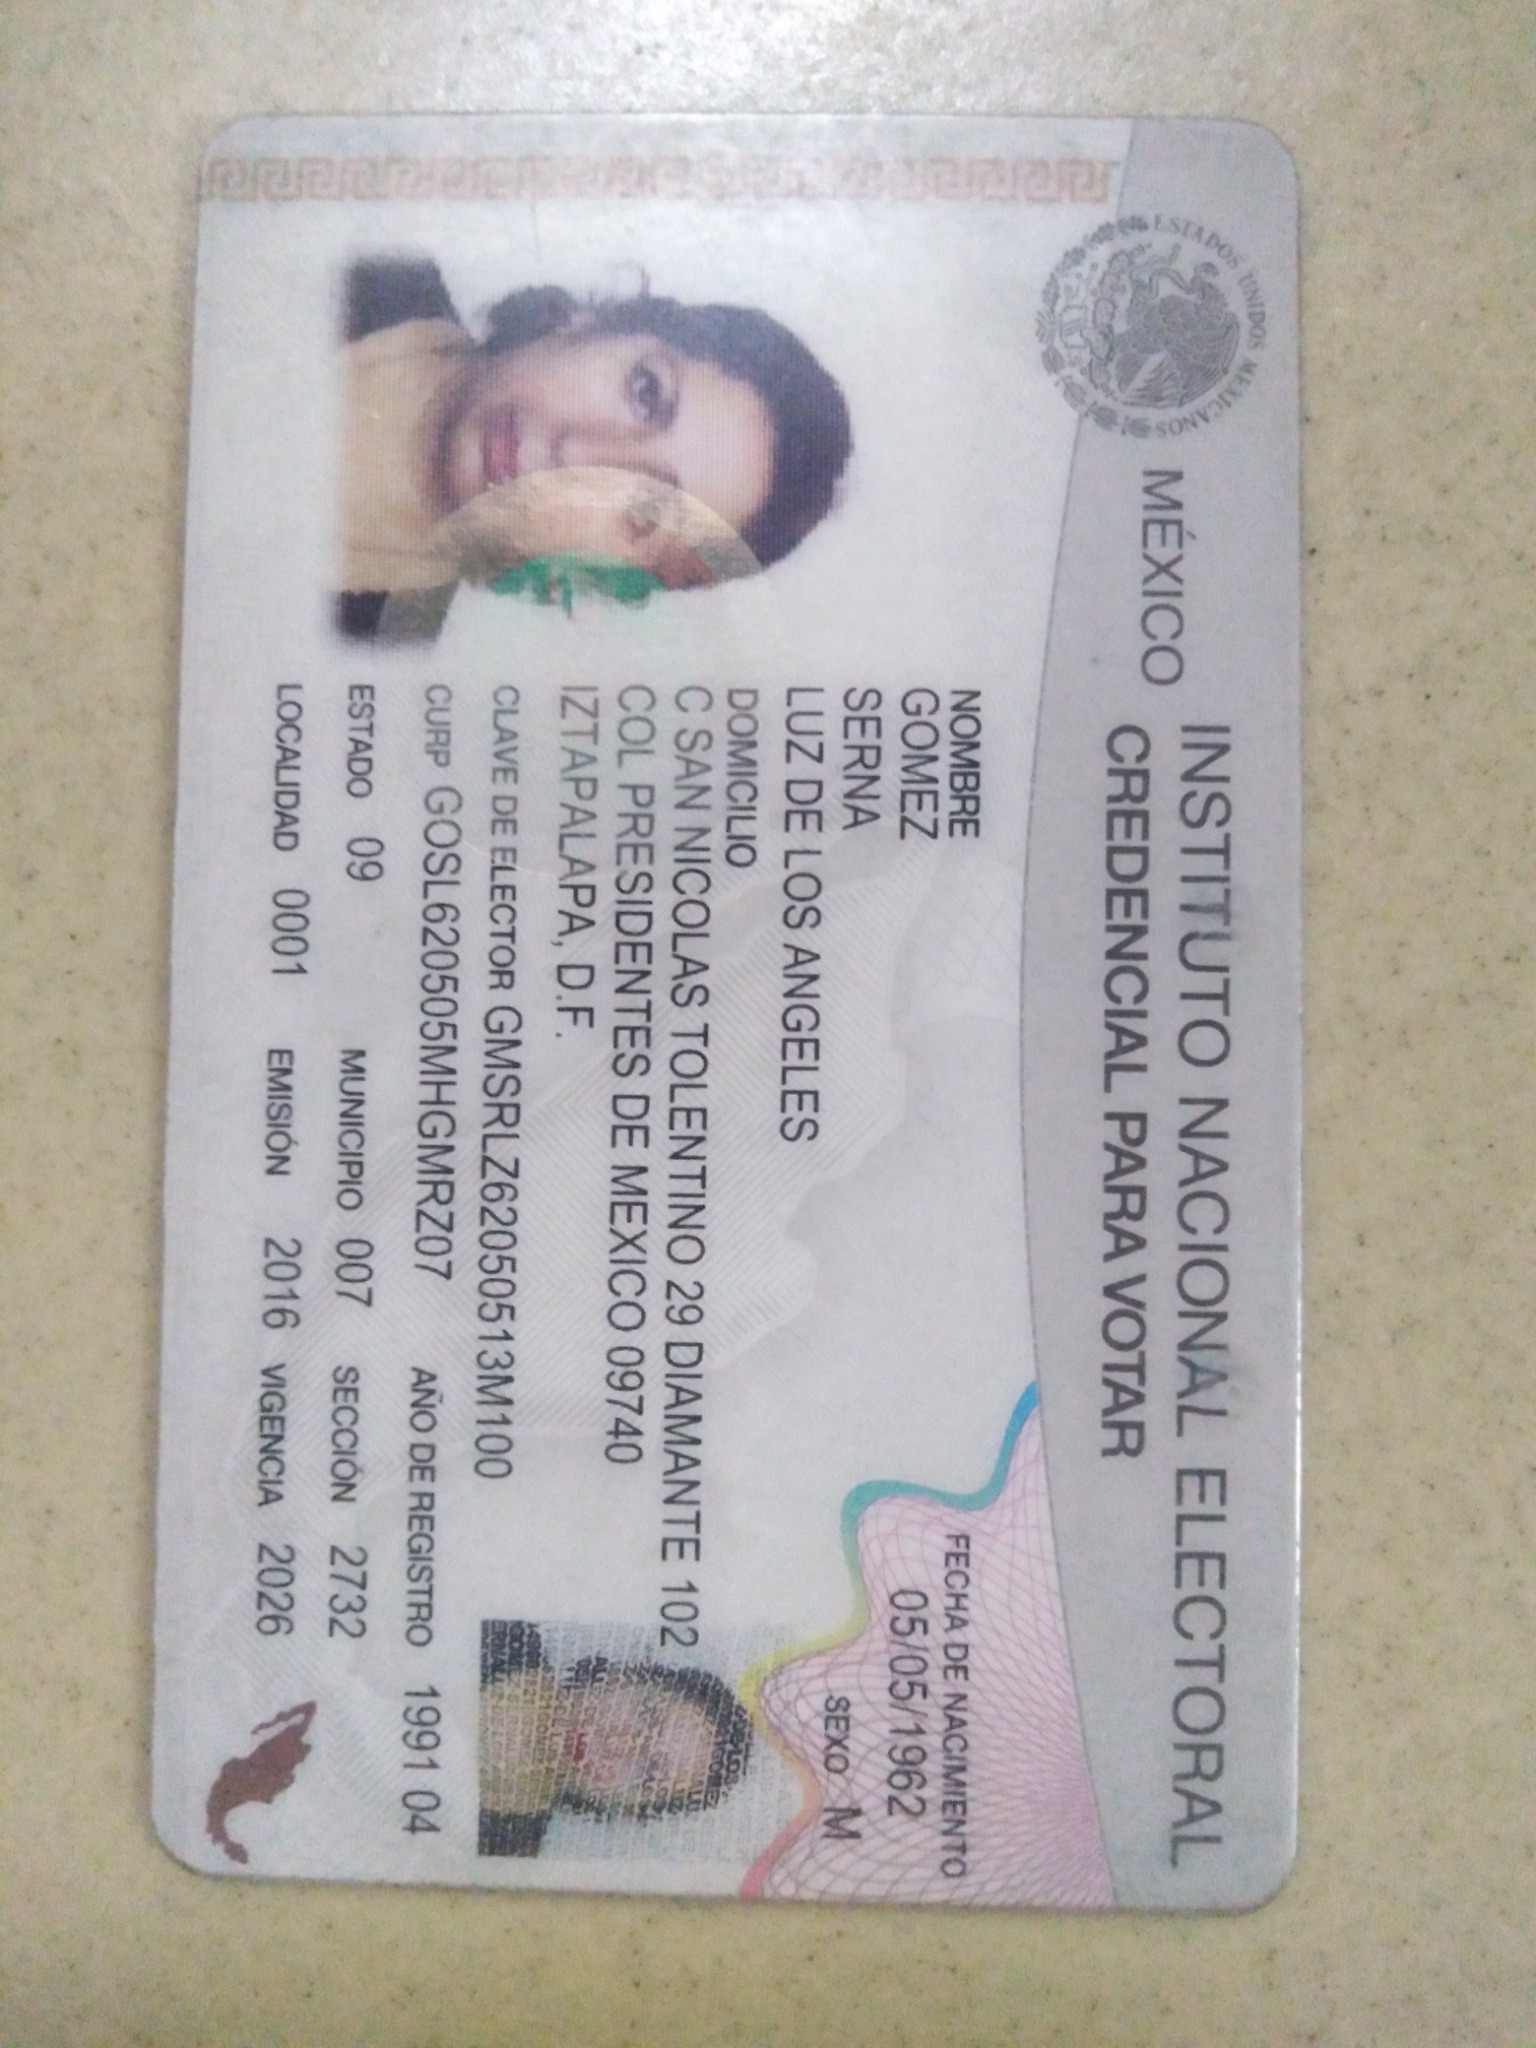 ESTADOS UNIDOS MEXICANOS
MÉXICO
INSTITUTO NACIONAL ELECTORAL
CREDENCIAL PARA VOTAR
NOMBRE
GOMEZ
SERNA
LUZ DE LOS ANGELES
FECHA DE NACIMIENTO
05/05/1962
SEXO M
DOMICILIO
C SAN NICOLAS TOLENTINO 29 DIAMANTE 102
COL PRESIDENTES DE MEXICO 09740
IZTAPALAPA, D.F.
CLAVE DE ELECTOR GMSRLZ62050513M100
CURP GOSL620505MHGMRZ07 AÑO DE REGISTRO 1991 04
ESTADO 09 MUNICIPIO 007 SECCIÓN 2732
LOCALIDAD 0001 EMISIÓN 2016 VIGENCIA 2026